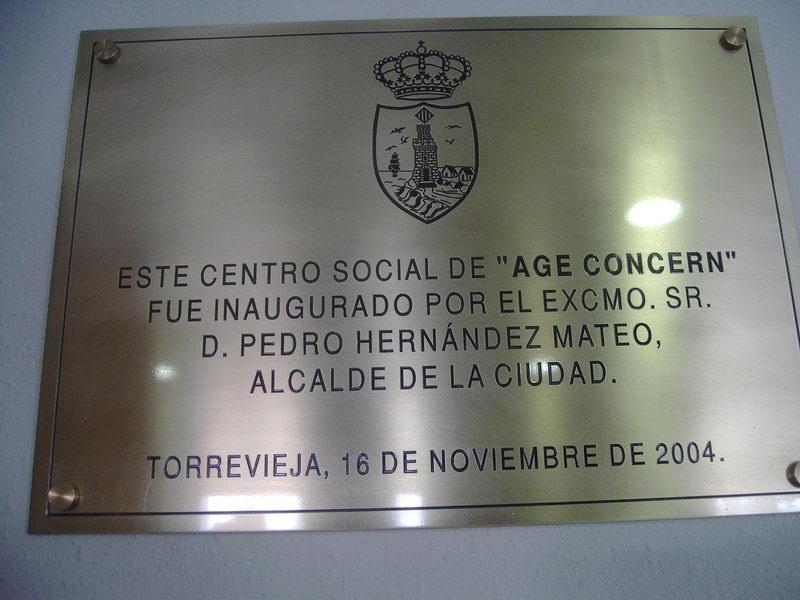 ESTE CENTRO SOCIAL DE "AGE CONCERN"
FUE INAUGURADO POR EL EXCMO. SR.
D. PEDRO HERNÁNDEZ MATEO,
ALCALDE DE LA CIUDAD.
TORREVIEJA, 16 DE NOVIEMBRE DE 2004.